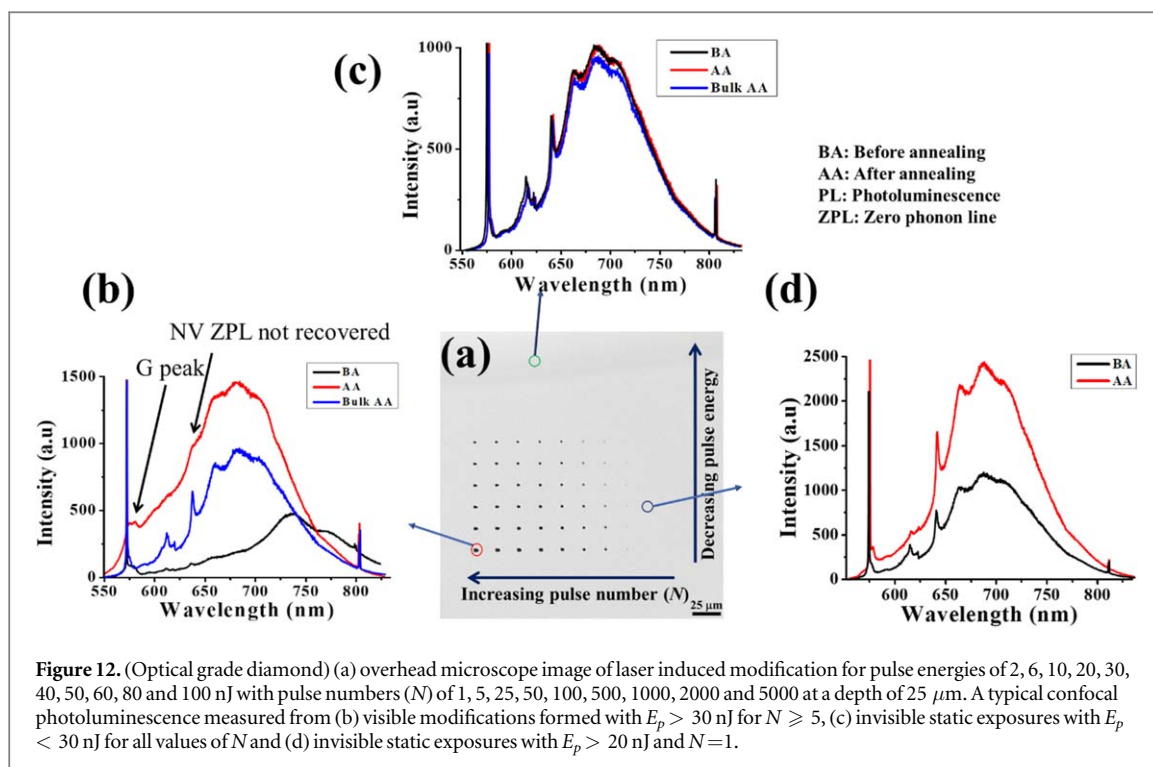 (c)
1000
500
0
Intensity (a.u)
550 600 650 700 750 800
Wavelength (nm)
BA
AA
Bulk AA
BA: Before annealing
AA: After annealing
PL: Photoluminescence
ZPL: Zero phonon line
(b)
NV ZPL not recovered
G peak
1500
1000
500
0
Intensity (a.u)
550 600 650 700 750 800
Wavelength (nm)
BA
AA
Bulk AA
(a)
Decreasing pulse energy
Increasing pulse number (N)
25 μm
(d)
2500
2000
1500
1000
500
0
Intensity (a.u)
600 650 700 750 800
Wavelength (nm)
BA
AA
Figure 12. (Optical grade diamond) (a) overhead microscope image of laser induced modification for pulse energies of 2, 6, 10, 20, 30,
40, 50, 60, 80 and 100 nJ with pulse numbers (N) of 1, 5, 25, 50, 100, 500, 1000, 2000 and 5000 at a depth of 25 μm. A typical confocal
photoluminescence measured from (b) visible modifications formed with Ep > 30 nJ for N ⩾ 5, (c) invisible static exposures with Ep
< 30 nJ for all values of N and (d) invisible static exposures with Ep > 20 nJ and N=1.